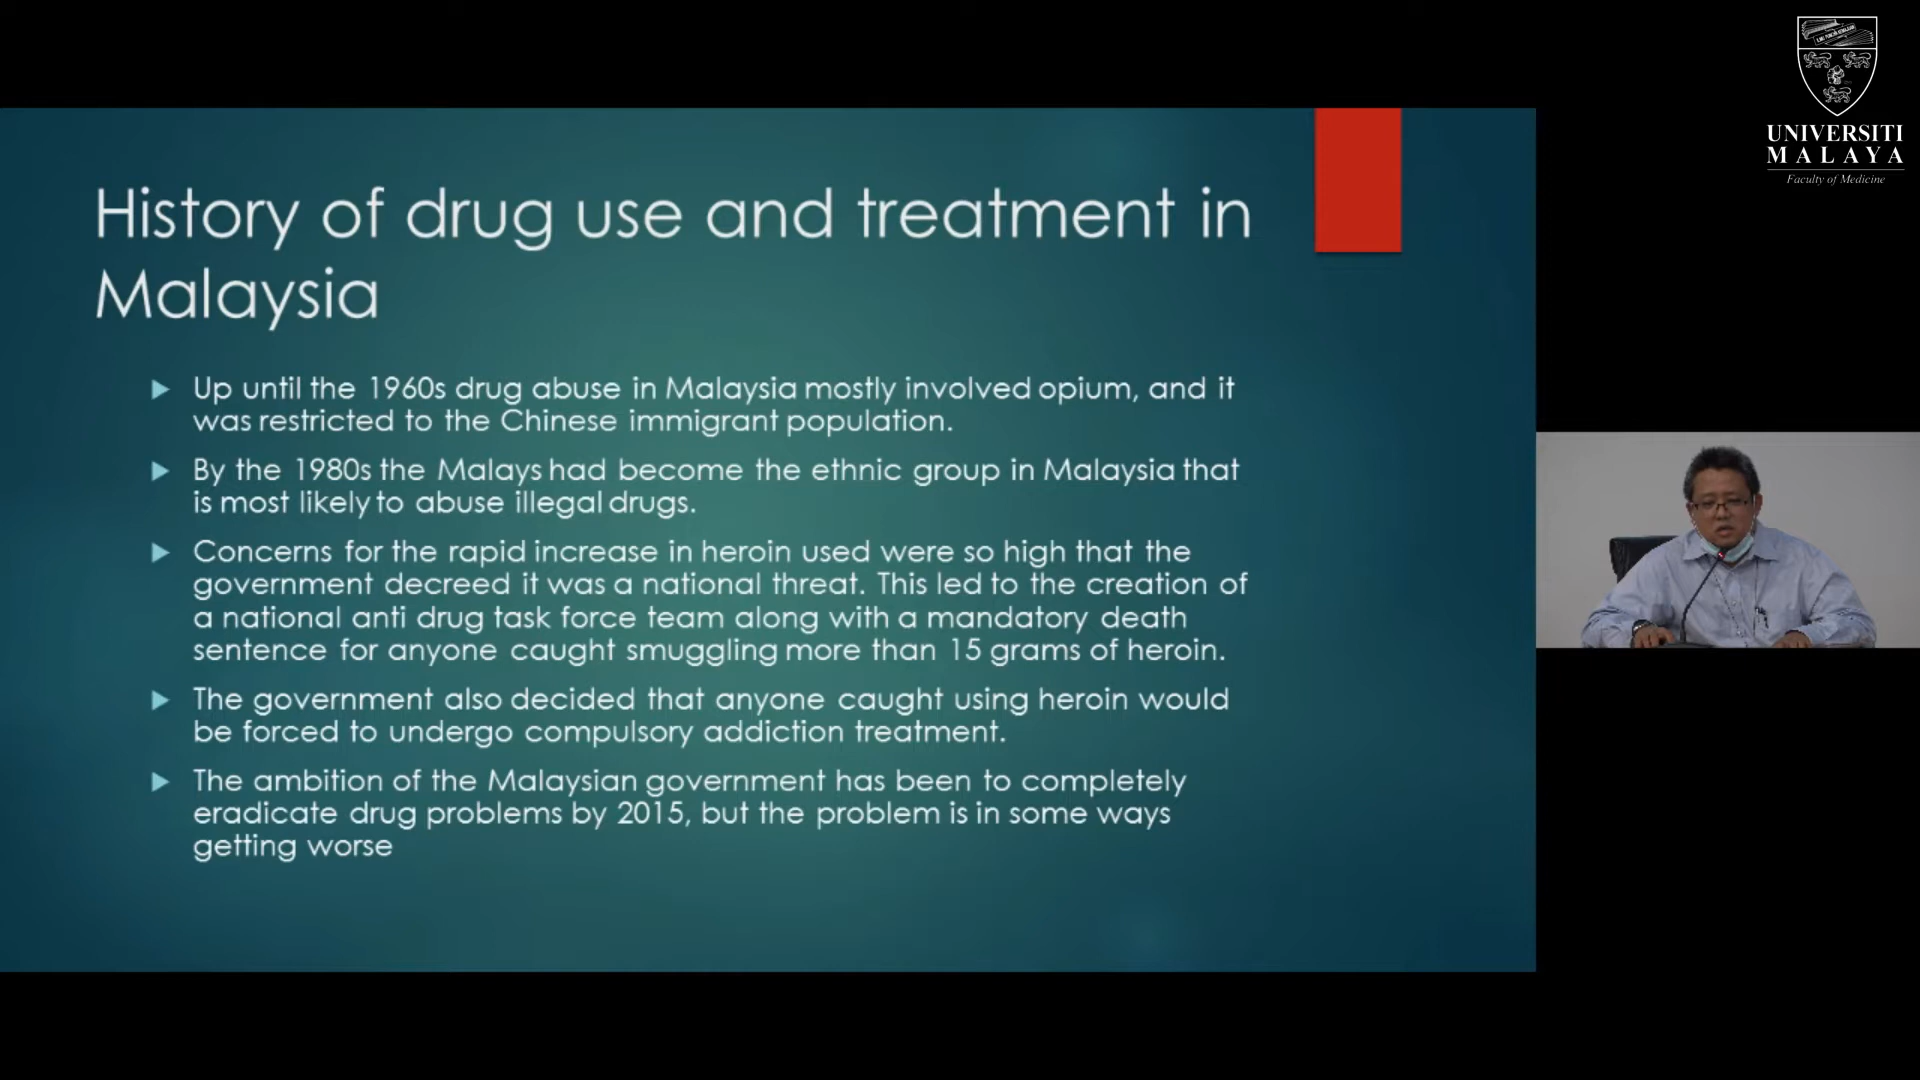 History of drug use and treatment in
Malaysia
Up until the 1960s drug abuse in Malaysia mostly involved opium, and it
was restricted to the Chinese immigrant population.
By the 1980s the Malays had become the ethnic group in Malaysia that
is most likely to abuse illegal drugs.
Concerns for the rapid increase in heroin used were so high that the
government decreed it was a national threat. This led to the creation of
a national anti drug task force team along with a mandatory death
sentence for anyone caught smuggling more than 15 grams of heroin.
The government also decided that anyone caught using heroin would
be forced to undergo compulsory addiction treatment.
The ambition of the Malaysian government has been to completely
eradicate drug problems by 2015, but the problem is in some ways
getting worse
UNIVERSITI
MALAYA
Faculty of Medicine